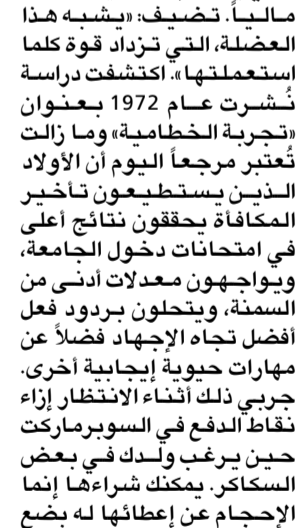 مالياً. تضيف: «يشبه هذا
العضلة، التي تزداد قوة كلما
استعملتها». اكتشفت دراسة
نُشرت عام 1972 بعنوان
«تجربة الخطامية» وما زالت
تُعتبر مرجعاً اليوم أن الأولاد
الذين يستطيعون تأخير
المكافأة يحققون نتائج أعلى
في امتحانات دخول الجامعة،
ويواجهون معدلات أدنى من
السمنة، ويتحلون بردود فعل
أفضل تجاه الإجهاد فضلاً عن
مهارات حيوية إيجابية أخرى.
جربي ذلك أثناء الانتظار إزاء
نقاط الدفع في السوبرماركت
حين يرغب ولدك في بعض
السكاكر. يمكنك شراءها إنما
الإحجام عن إعطائها له بضع